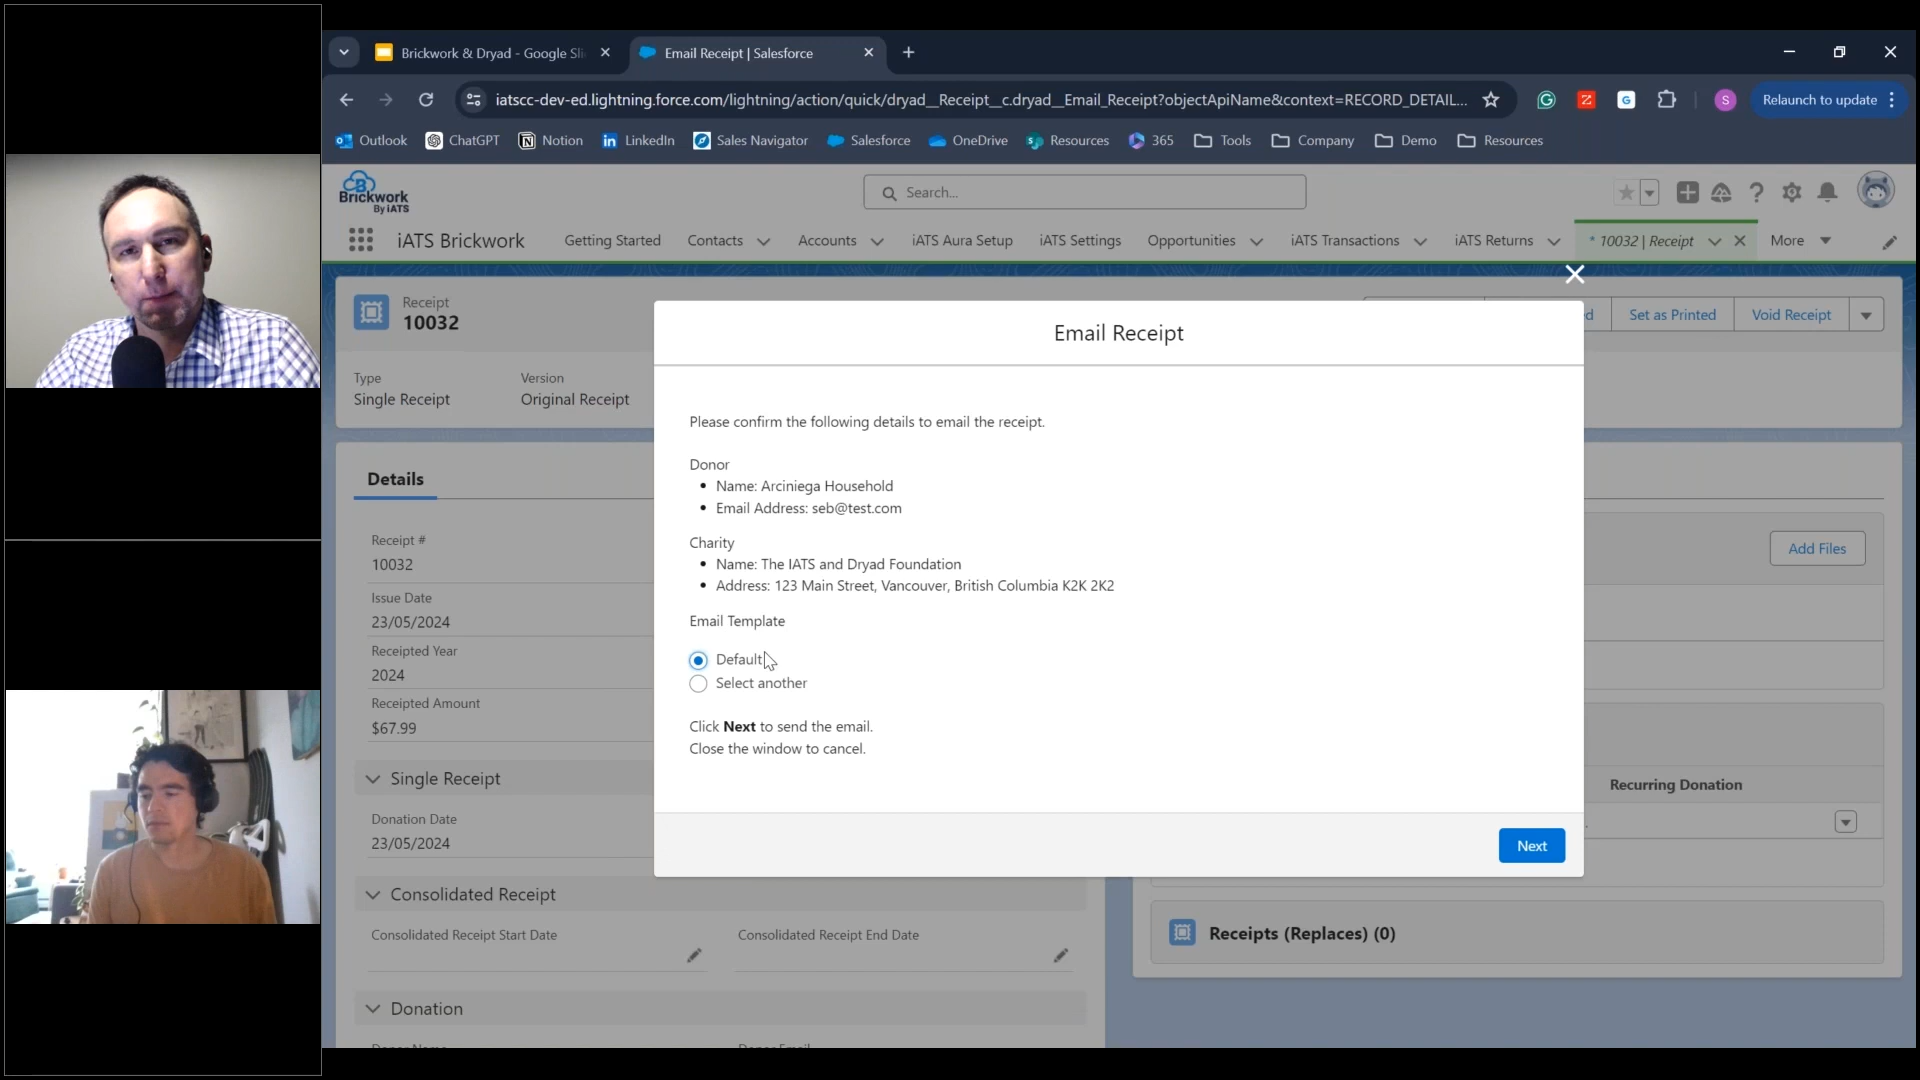 Brickwork & Dryad - Google Sli
Email Receipt | Salesforce
iatscc-dev-ed.lightning.force.com/lightning/action/quick/dryad__Receipt__c.dryad__Email_Receipt?objectApiName&context=RECORD_DETAIL...
S
Relaunch to update
Outlook
ChatGPT
Notion
LinkedIn
Sales Navigator
Salesforce
OneDrive
Resources
365
Tools
Company
Demo
Resources
Brickwork
By iATS
Search...
iATS Brickwork
Getting Started
Contacts
Accounts
iATS Aura Setup
iATS Settings
Opportunities
iATS Transactions
iATS Returns
* 10032 | Receipt
More
Receipt
10032
d
Set as Printed
Void Receipt
Type
Single Receipt
Version
Original Receipt
Email Receipt
Please confirm the following details to email the receipt.
Donor
• Name: Arciniega Household
• Email Address: seb@test.com
Charity
• Name: The IATS and Dryad Foundation
• Address: 123 Main Street, Vancouver, British Columbia K2K 2K2
Email Template
Default
Select another
Click Next to send the email.
Close the window to cancel.
Next
Details
Receipt #
10032
Issue Date
23/05/2024
Receipted Year
2024
Receipted Amount
$67.99
Single Receipt
Donation Date
23/05/2024
Consolidated Receipt
Consolidated Receipt Start Date
Consolidated Receipt End Date
Donation
Add Files
Recurring Donation
Receipts (Replaces) (0)